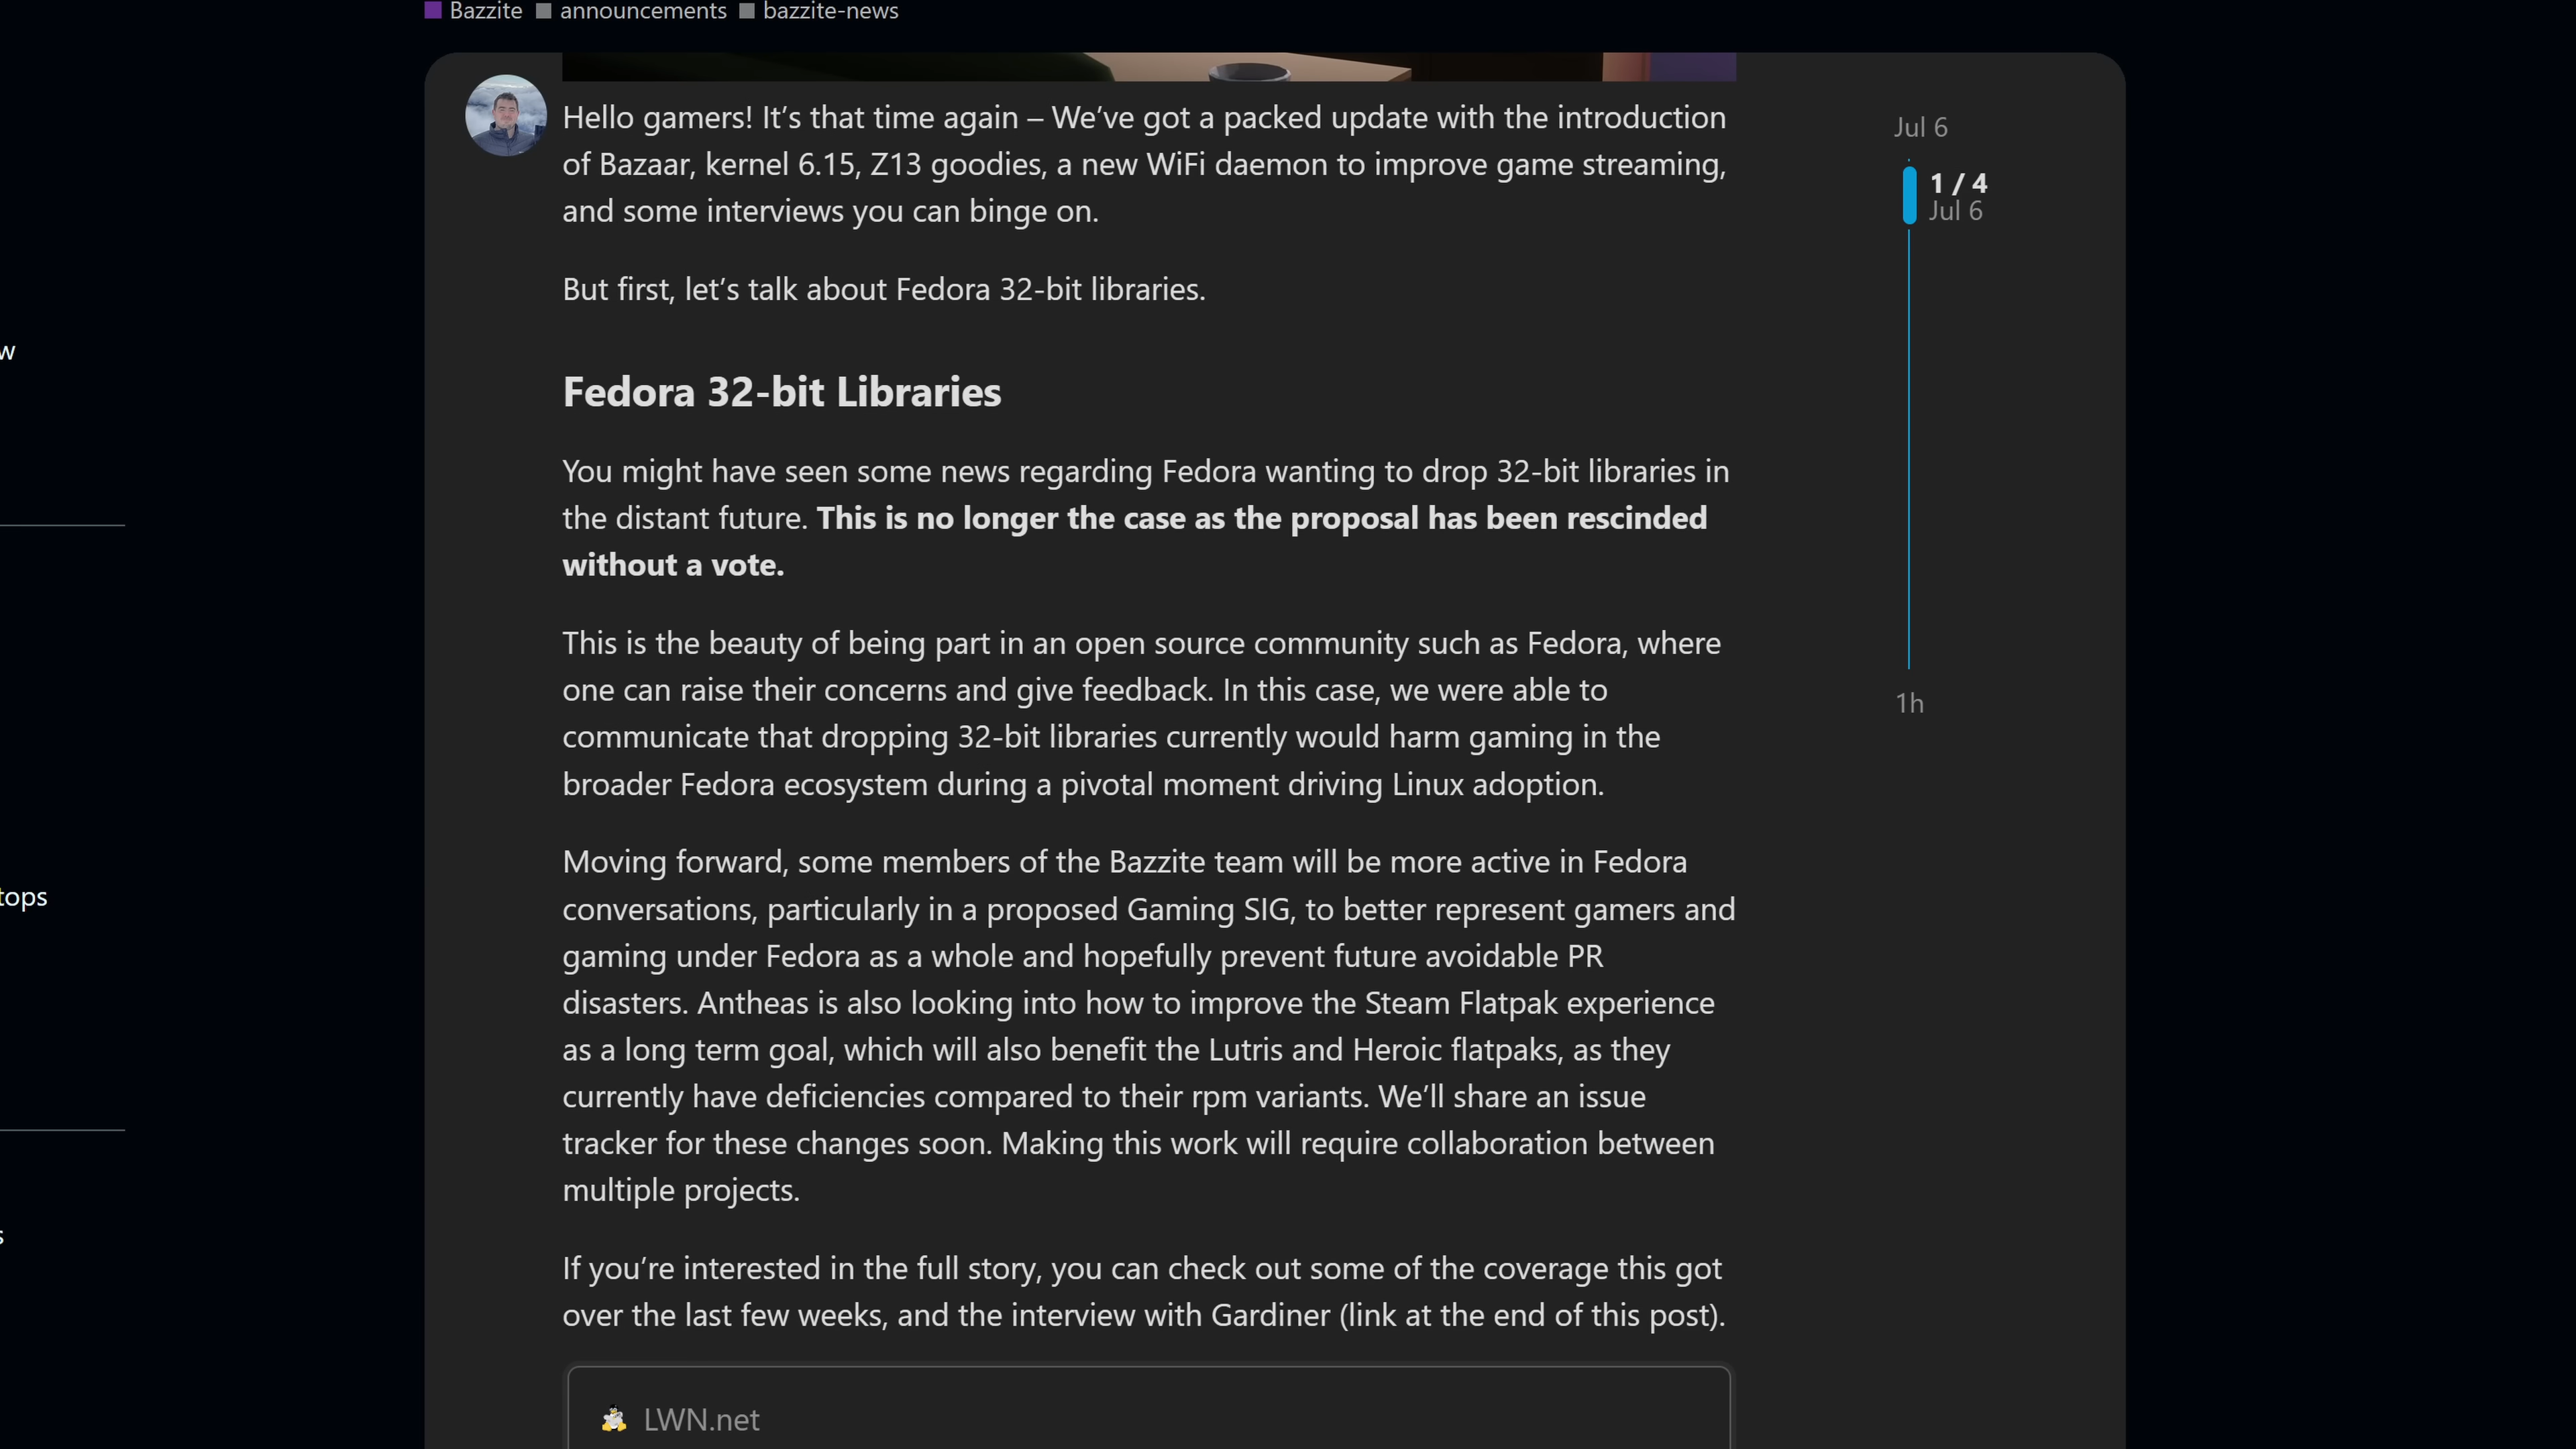 Bazzite announcements bazzite-news
Hello gamers! It’s that time again – We’ve got a packed update with the introduction
of Bazaar, kernel 6.15, Z13 goodies, a new WiFi daemon to improve game streaming,
and some interviews you can binge on.
But first, let’s talk about Fedora 32-bit libraries.
Fedora 32-bit Libraries
You might have seen some news regarding Fedora wanting to drop 32-bit libraries in
the distant future. This is no longer the case as the proposal has been rescinded
without a vote.
This is the beauty of being part in an open source community such as Fedora, where
one can raise their concerns and give feedback. In this case, we were able to
communicate that dropping 32-bit libraries currently would harm gaming in the
broader Fedora ecosystem during a pivotal moment driving Linux adoption.
Moving forward, some members of the Bazzite team will be more active in Fedora
conversations, particularly in a proposed Gaming SIG, to better represent gamers and
gaming under Fedora as a whole and hopefully prevent future avoidable PR
disasters. Antheas is also looking into how to improve the Steam Flatpak experience
as a long term goal, which will also benefit the Lutris and Heroic flatpaks, as they
currently have deficiencies compared to their rpm variants. We’ll share an issue
tracker for these changes soon. Making this work will require collaboration between
multiple projects.
If you’re interested in the full story, you can check out some of the coverage this got
over the last few weeks, and the interview with Gardiner (link at the end of this post).
LWN.net
Jul 6
1 / 4
Jul 6
1h
w
tops
s